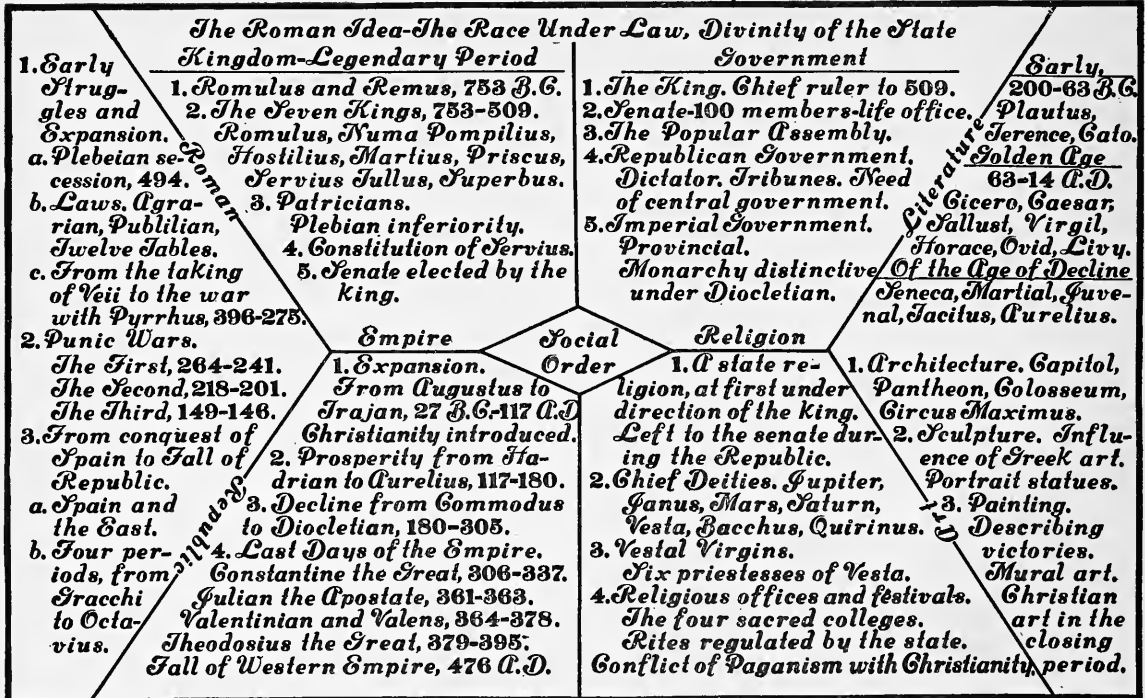 The Roman Idea-The Race Under Law, Divinity of the State
Kingdom-Legendary Period
1. Romulus and Remus, 753 B.C.
2. The Seven Kings, 753-509.
Romulus, Numa Pompilius,
Hostilius, Martius, Priscus,
Servius Tullus, Superbus.
3. Patricians.
Plebian inferiority.
4. Constitution of Servius.
5. Senate elected by the
king.
Government
1. The King. Chief ruler to 509.
2. Senate-100 members-life office.
3. The Popular Assembly.
4. Republican Government.
Dictator. Tribunes. Need
of central government.
5. Imperial Government.
Provincial.
Monarchy distinctive
under Diocletian.
Literature
Early,
200-63 B.C.
Plautus,
Terence, Cato.
Golden Age
63-14 A.D.
Cicero, Caesar,
Sallust, Virgil,
Horace, Ovid, Livy.
Of the Age of Decline
Seneca, Martial, Juve-
nal, Tacitus, Aurelius.
Roman Republic
1. Early
Strug-
gles and
Expansion.
a. Plebeian se-
cession, 494.
b. Laws. Agra-
rian, Publilian,
Twelve Tables.
c. From the taking
of Veii to the war
with Pyrrhus, 396-275.
2. Punic Wars.
The First, 264-241.
The Second, 218-201.
The Third, 149-146.
3. From conquest of
Spain to Fall of
Republic.
a. Spain and
the East.
b. Four per-
iods, from
Gracchi
to Octa-
vius.
Social
Order
Empire
1. Expansion.
From Augustus to
Trajan, 27 B.C.-117 A.D
Christianity introduced.
2. Prosperity from Ha-
drian to Aurelius, 117-180.
3. Decline from Commodus
to Diocletian, 180-305.
4. Last Days of the Empire.
Constantine the Great, 306-337.
Julian the Apostate, 361-363.
Valentinian and Valens, 364-378.
Theodosius the Great, 379-395.
Fall of Western Empire, 476 A.D.
Religion
1. A state re-
ligion, at first under
direction of the king.
Left to the senate dur-
ing the Republic.
2. Chief Deities. Jupiter,
Janus, Mars, Saturn,
Vesta, Bacchus, Quirinus.
3. Vestal Virgins.
Six priestesses of Vesta.
4. Religious offices and festivals.
The four sacred colleges.
Rites regulated by the state.
Conflict of Paganism with Christianity.
Art
1. Architecture. Capitol,
Pantheon, Colosseum,
Circus Maximus.
2. Sculpture. Influ-
ence of Greek art.
Portrait statues.
3. Painting.
Describing
victories.
Mural art.
Christian
art in the
closing
period.